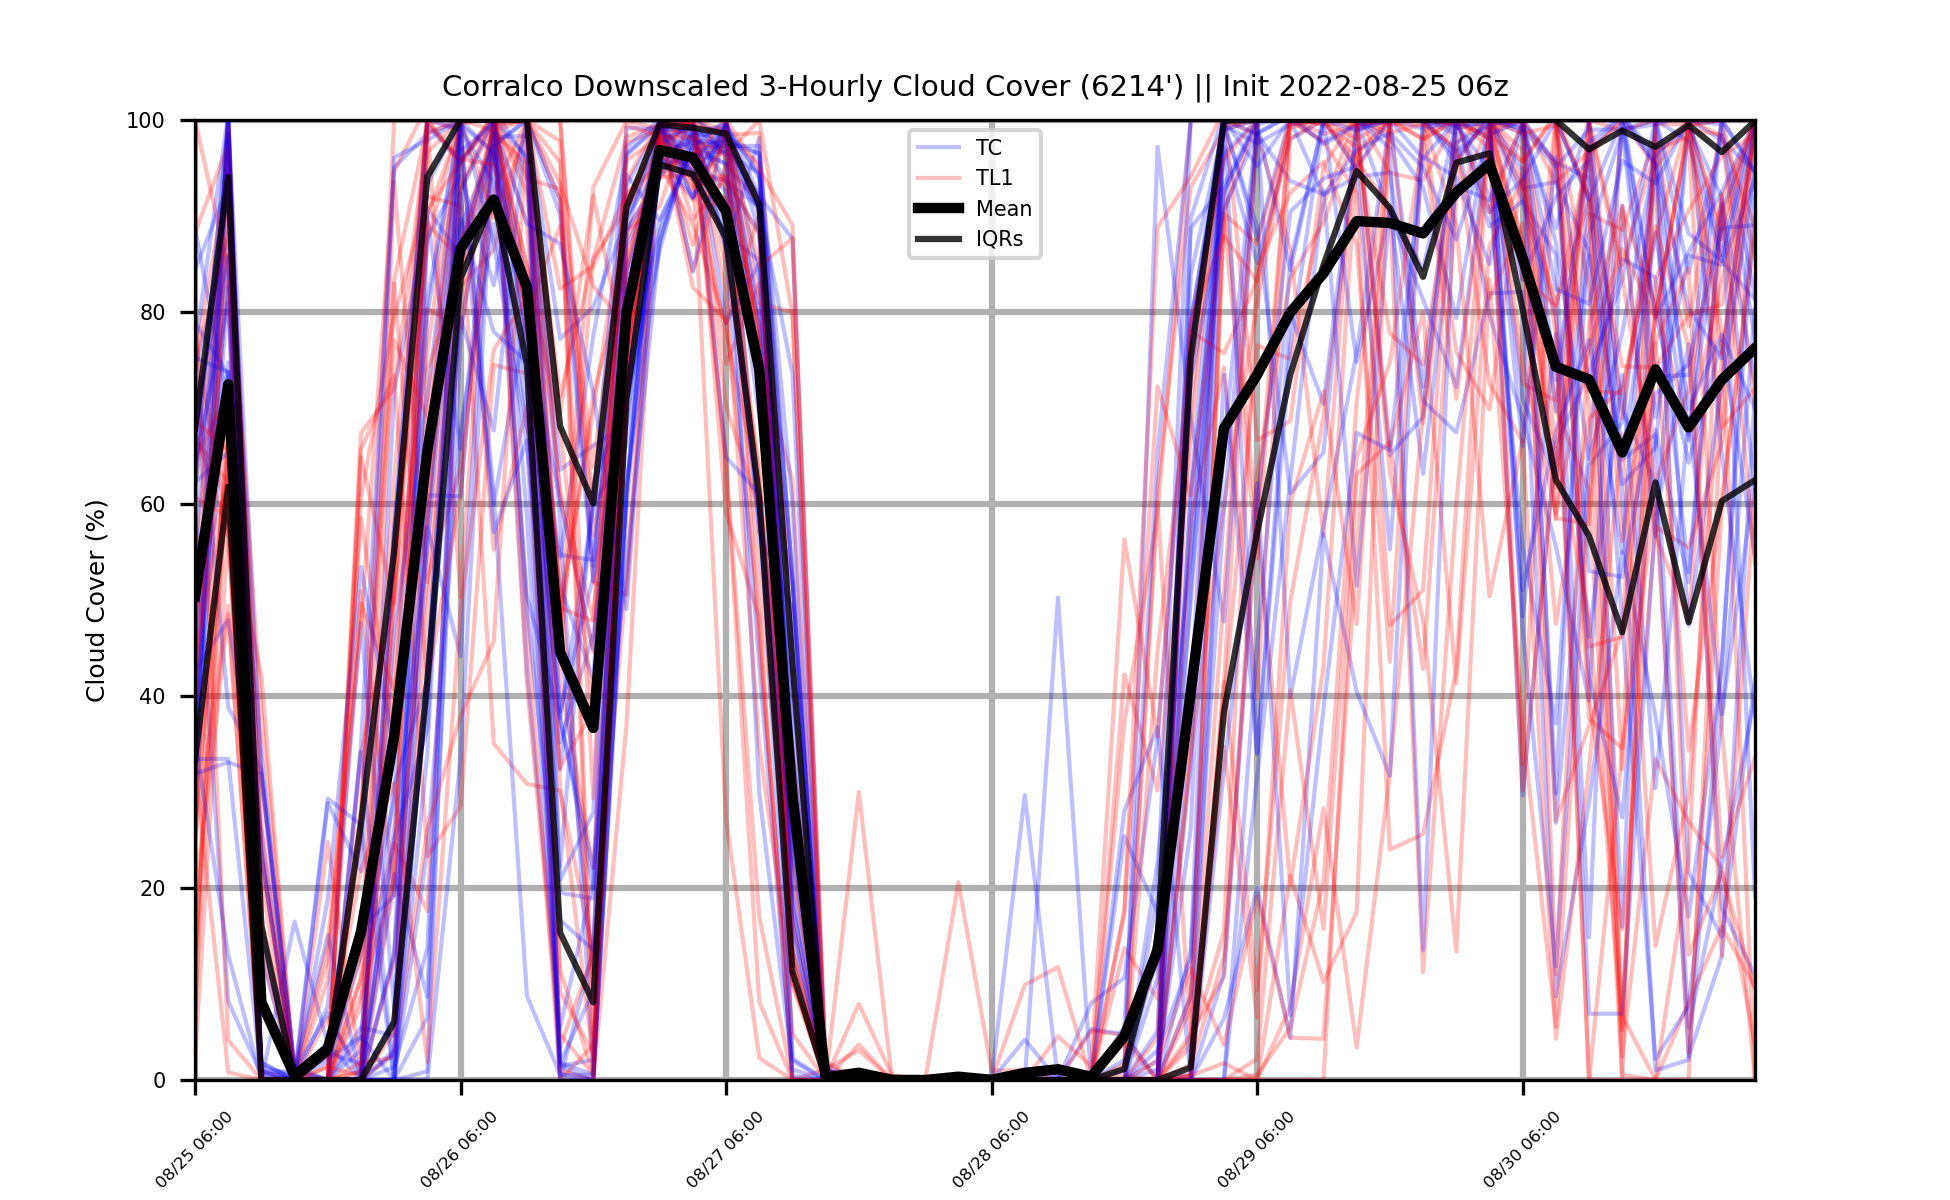 Corralco Downscaled 3-Hourly Cloud Cover (6214') || Init 2022-08-25 06z
TC
TL1
Mean
IQRs
Cloud Cover (%)
100
80
60
40
20
0
08/25 06:00
08/26 06:00
08/27 06:00
08/28 06:00
08/29 06:00
08/30 06:00